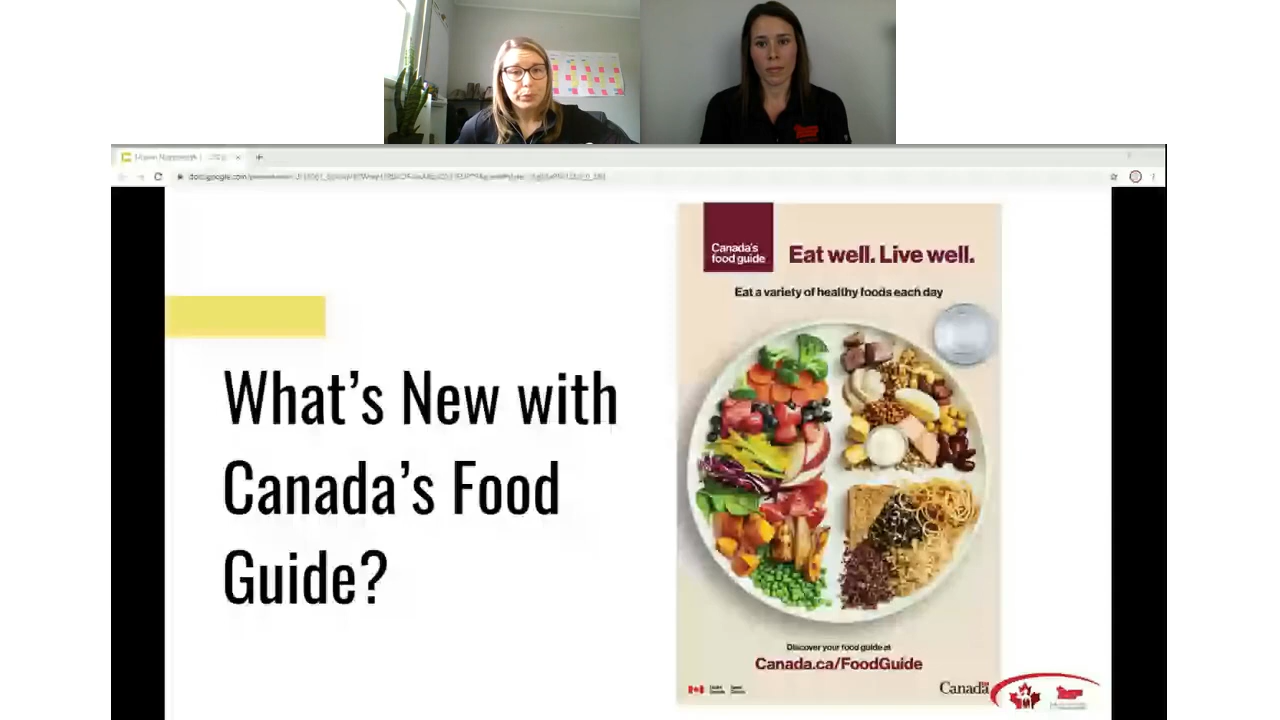 Canada's
food guide
Eat well. Live well.
Eat a variety of healthy foods each day
What's New with
Canada's Food
Guide?
Discover your food guide at
Canada.ca/FoodGuide
Canada